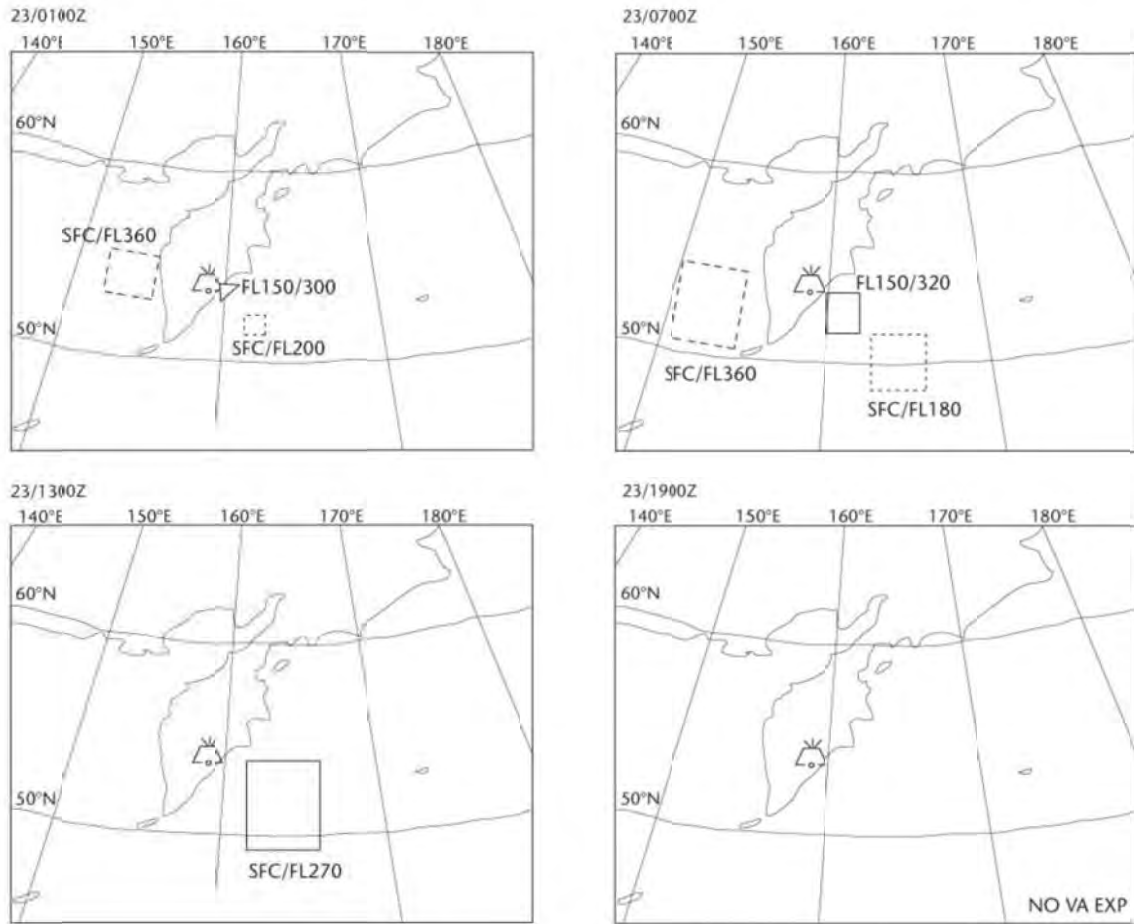 23/0100Z
140°E 150°E 160°E 170°E 180°E
60°N
SFC/FL360
FL150/300
50°N
SFC/FL200
23/0700Z
140°E 150°E 160°E 170°E 180°E
60°N
FL150/320
50°N
SFC/FL360
SFC/FL180
23/1300Z
140°E 150°E 160°E 170°E 180°E
60°N
50°N
SFC/FL270
23/1900Z
140°E 150°E 160°E 170°E 180°E
60°N
50°N
NO VA EXP